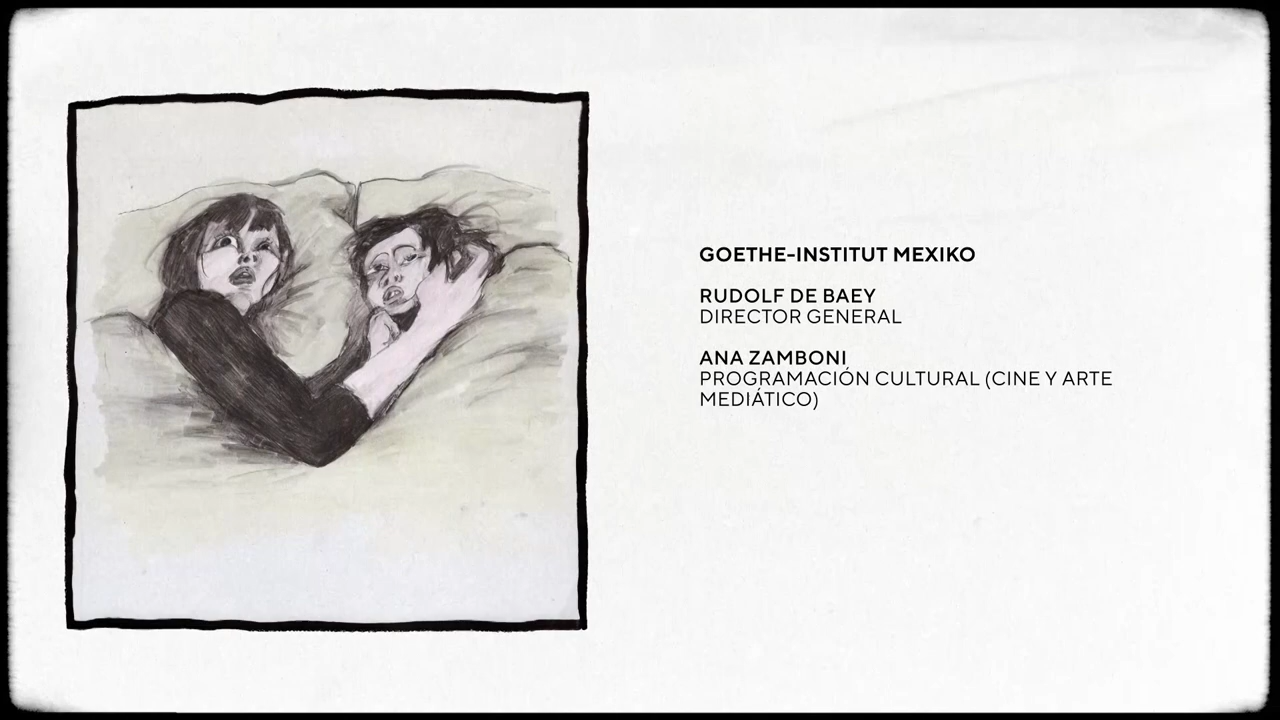 GOETHE-INSTITUT MEXIKO
RUDOLF DE BAEY
DIRECTOR GENERAL
ANA ZAMBONI
PROGRAMACIÓN CULTURAL (CINE Y ARTE
MEDIÁTICO)